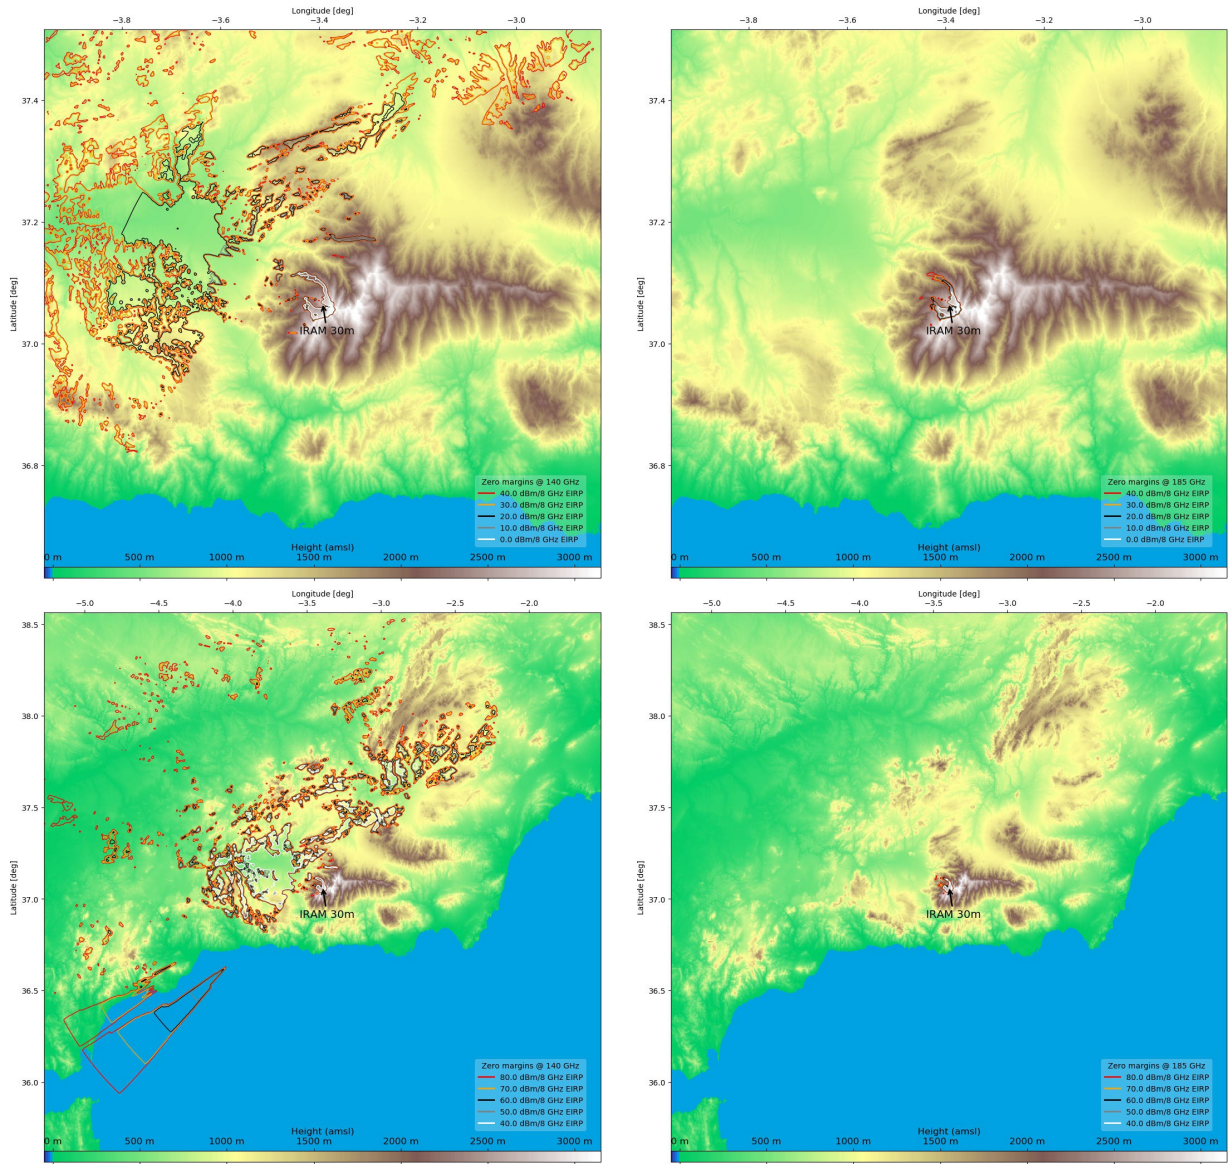 Longitude [deg]
−3.8 −3.6 −3.4 −3.2 −3.0
37.4
37.2
37.0
36.8
Latitude [deg]
IRAM 30m
Zero margins @ 140 GHz
40.0 dBm/8 GHz EIRP
30.0 dBm/8 GHz EIRP
20.0 dBm/8 GHz EIRP
10.0 dBm/8 GHz EIRP
0.0 dBm/8 GHz EIRP
Height (amsl)
0 m 500 m 1000 m 1500 m 2000 m 2500 m 3000 m
Longitude [deg]
−3.8 −3.6 −3.4 −3.2 −3.0
37.4
37.2
37.0
36.8
Latitude [deg]
IRAM 30m
Zero margins @ 185 GHz
40.0 dBm/8 GHz EIRP
30.0 dBm/8 GHz EIRP
20.0 dBm/8 GHz EIRP
10.0 dBm/8 GHz EIRP
0.0 dBm/8 GHz EIRP
Height (amsl)
0 m 500 m 1000 m 1500 m 2000 m 2500 m 3000 m
Longitude [deg]
−5.0 −4.5 −4.0 −3.5 −3.0 −2.5 −2.0
38.5
38.0
37.5
37.0
36.5
36.0
Latitude [deg]
IRAM 30m
Zero margins @ 140 GHz
80.0 dBm/8 GHz EIRP
70.0 dBm/8 GHz EIRP
60.0 dBm/8 GHz EIRP
50.0 dBm/8 GHz EIRP
40.0 dBm/8 GHz EIRP
Height (amsl)
0 m 500 m 1000 m 1500 m 2000 m 2500 m 3000 m
Longitude [deg]
−5.0 −4.5 −4.0 −3.5 −3.0 −2.5 −2.0
38.5
38.0
37.5
37.0
36.5
36.0
Latitude [deg]
IRAM 30m
Zero margins @ 185 GHz
80.0 dBm/8 GHz EIRP
70.0 dBm/8 GHz EIRP
60.0 dBm/8 GHz EIRP
50.0 dBm/8 GHz EIRP
40.0 dBm/8 GHz EIRP
Height (amsl)
0 m 500 m 1000 m 1500 m 2000 m 2500 m 3000 m